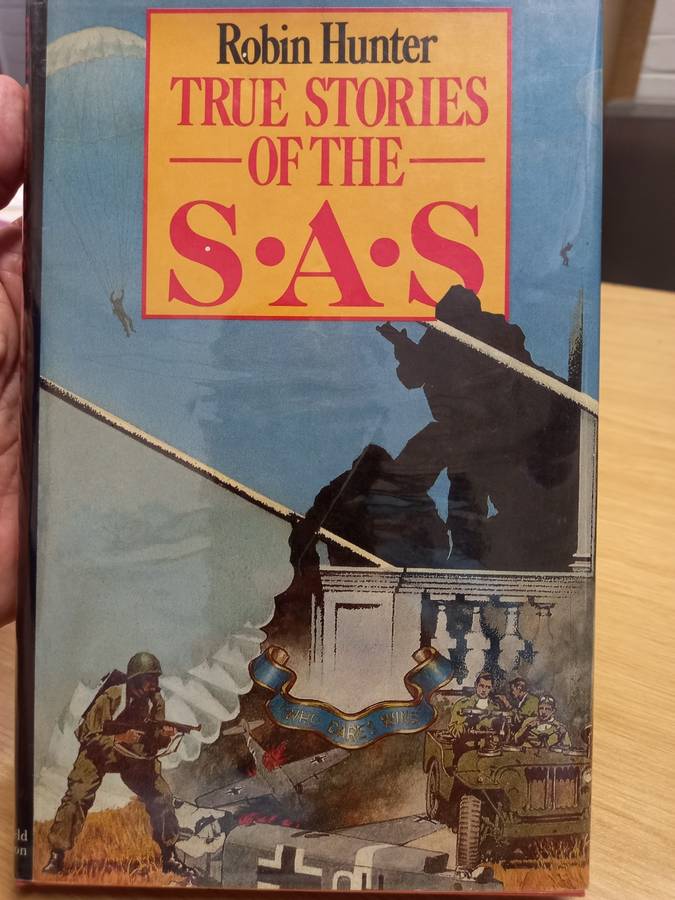 Robin Hunter
TRUE STORIES
OF THE
S·A·S
WHO DARES WINS